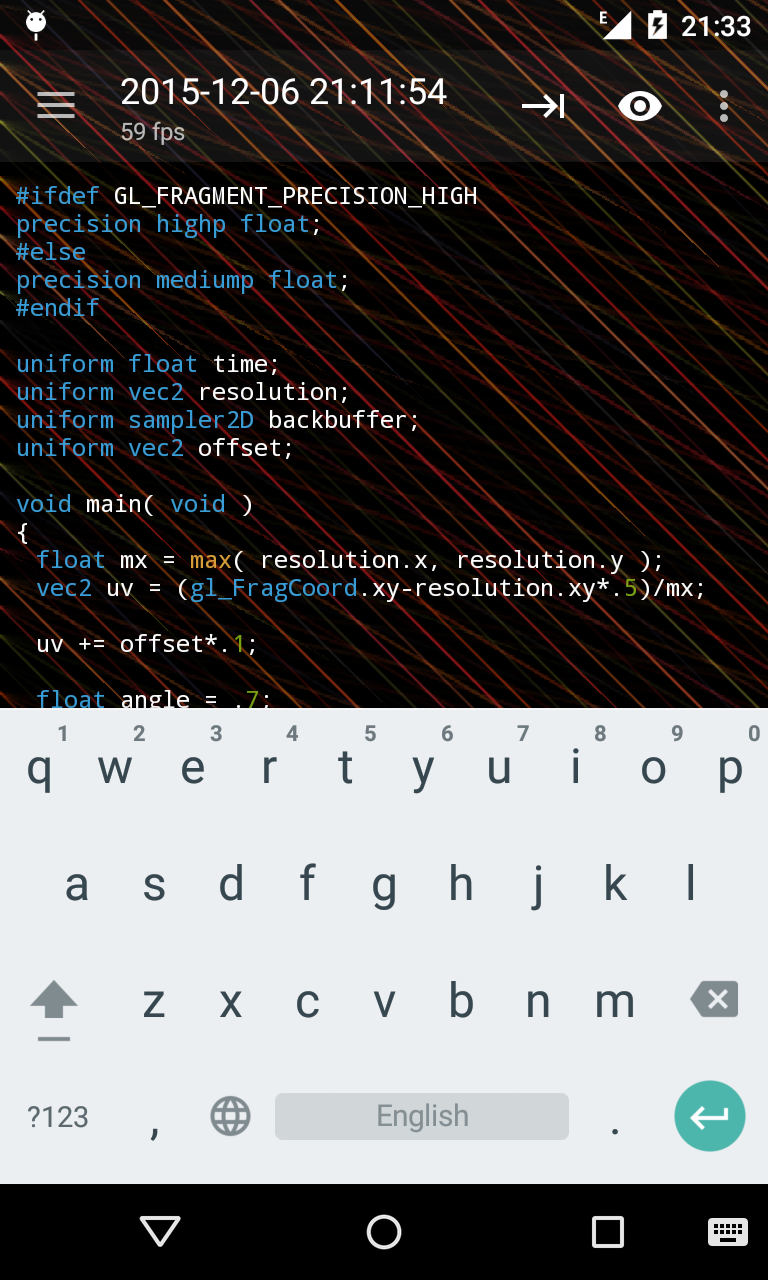 E 21:33
2015-12-06 21:11:54
59 fps
#ifdef GL_FRAGMENT_PRECISION_HIGH
precision highp float;
#else
precision mediump float;
#endif
uniform float time;
uniform vec2 resolution;
uniform sampler2D backbuffer;
uniform vec2 offset;
void main( void )
{
float mx = max( resolution.x, resolution.y );
vec2 uv = (gl_FragCoord.xy-resolution.xy*.5)/mx;
uv += offset*.1;
float angle = .7;
1 2 3 4 5 6 7 8 9 0
q w e r t y u i o p
a s d f g h j k l
z x c v b n m
?123 , English .